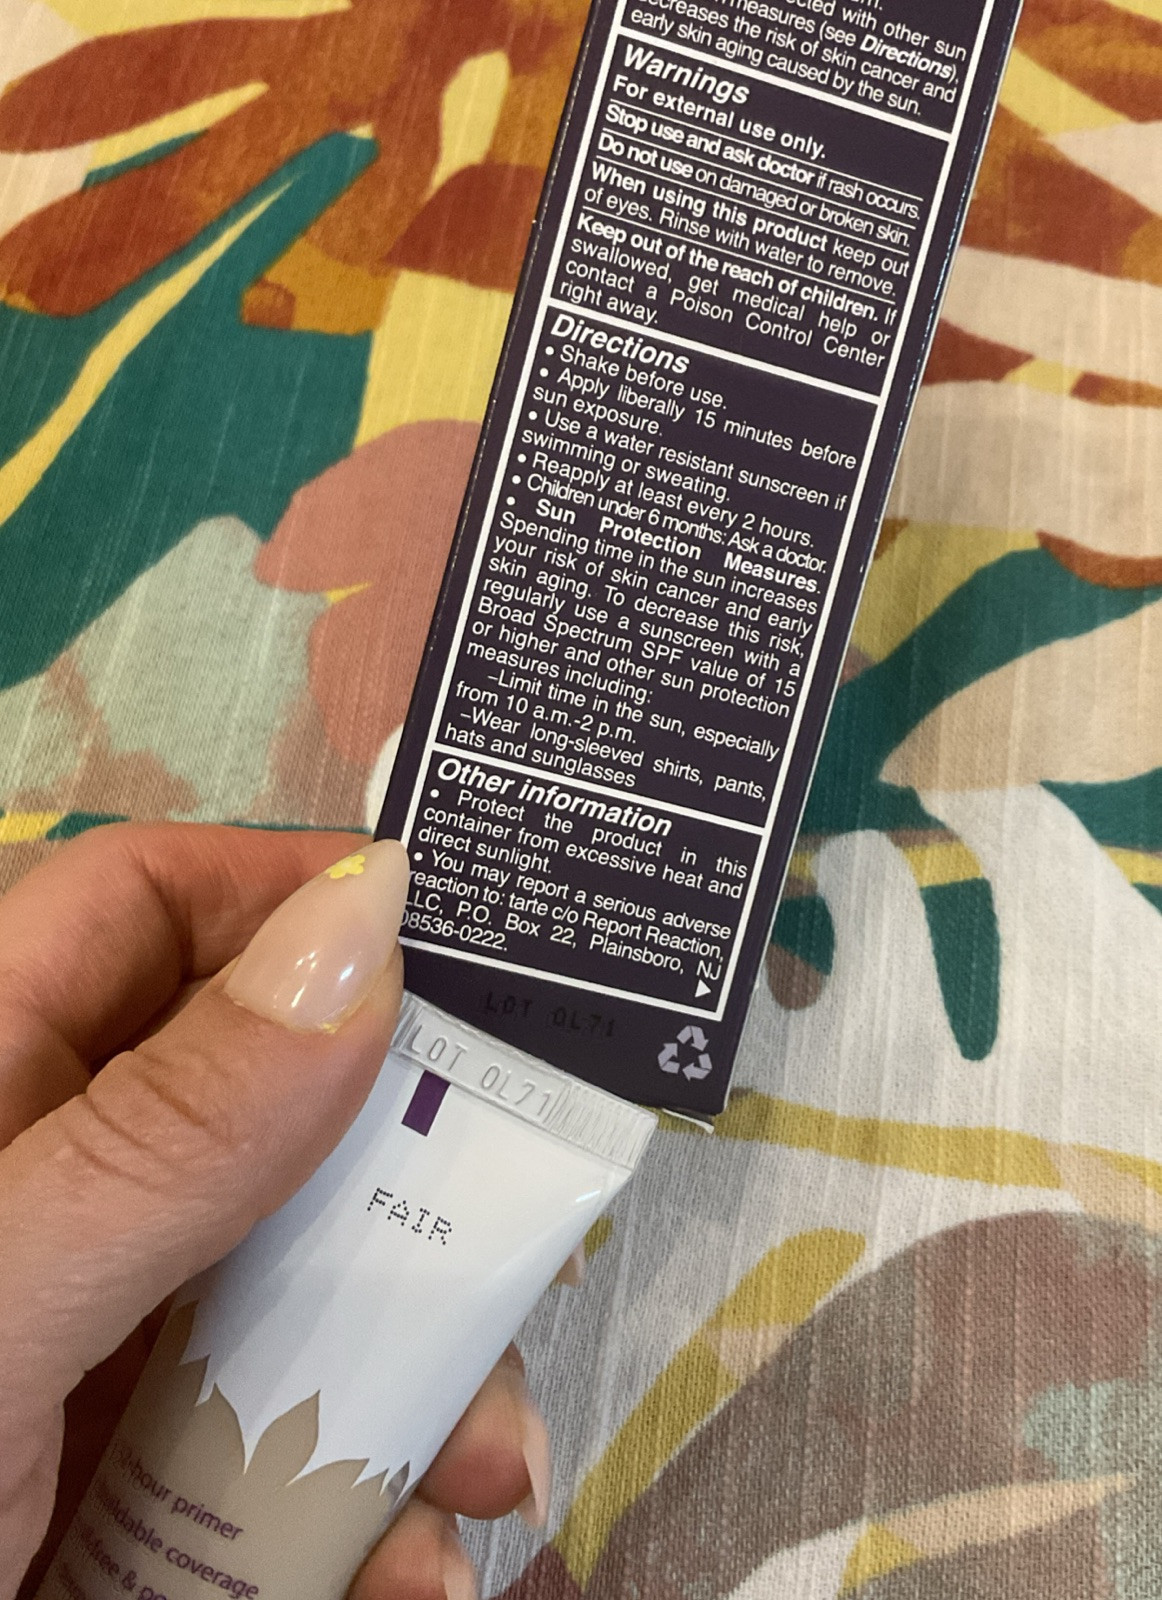 with other sun
measures (see Directions),
decreases the risk of skin cancer and
early skin aging caused by the sun.
Warnings
For external use only.
Stop use and ask doctor if rash occurs.
Do not use on damaged or broken skin.
When using this product keep out
of eyes. Rinse with water to remove.
Keep out of the reach of children. If
swallowed, get medical help or
contact a Poison Control Center
right away.
Directions
• Shake before use.
• Apply liberally 15 minutes before
sun exposure.
• Use a water resistant sunscreen if
swimming or sweating.
• Reapply at least every 2 hours.
• Children under 6 months: Ask a doctor.
• Sun Protection Measures.
Spending time in the sun increases
your risk of skin cancer and early
skin aging. To decrease this risk,
regularly use a sunscreen with a
Broad Spectrum SPF value of 15
or higher and other sun protection
measures including:
–Limit time in the sun, especially
from 10 a.m.-2 p.m.
–Wear long-sleeved shirts, pants,
hats and sunglasses
Other information
• Protect the product in this
container from excessive heat and
direct sunlight.
• You may report a serious adverse
reaction to: tarte c/o Report Reaction,
LLC, P.O. Box 22, Plainsboro, NJ
08536-0222.
LOT 0L71
LOT 0L71
FAIR
hour primer
coverage
free &